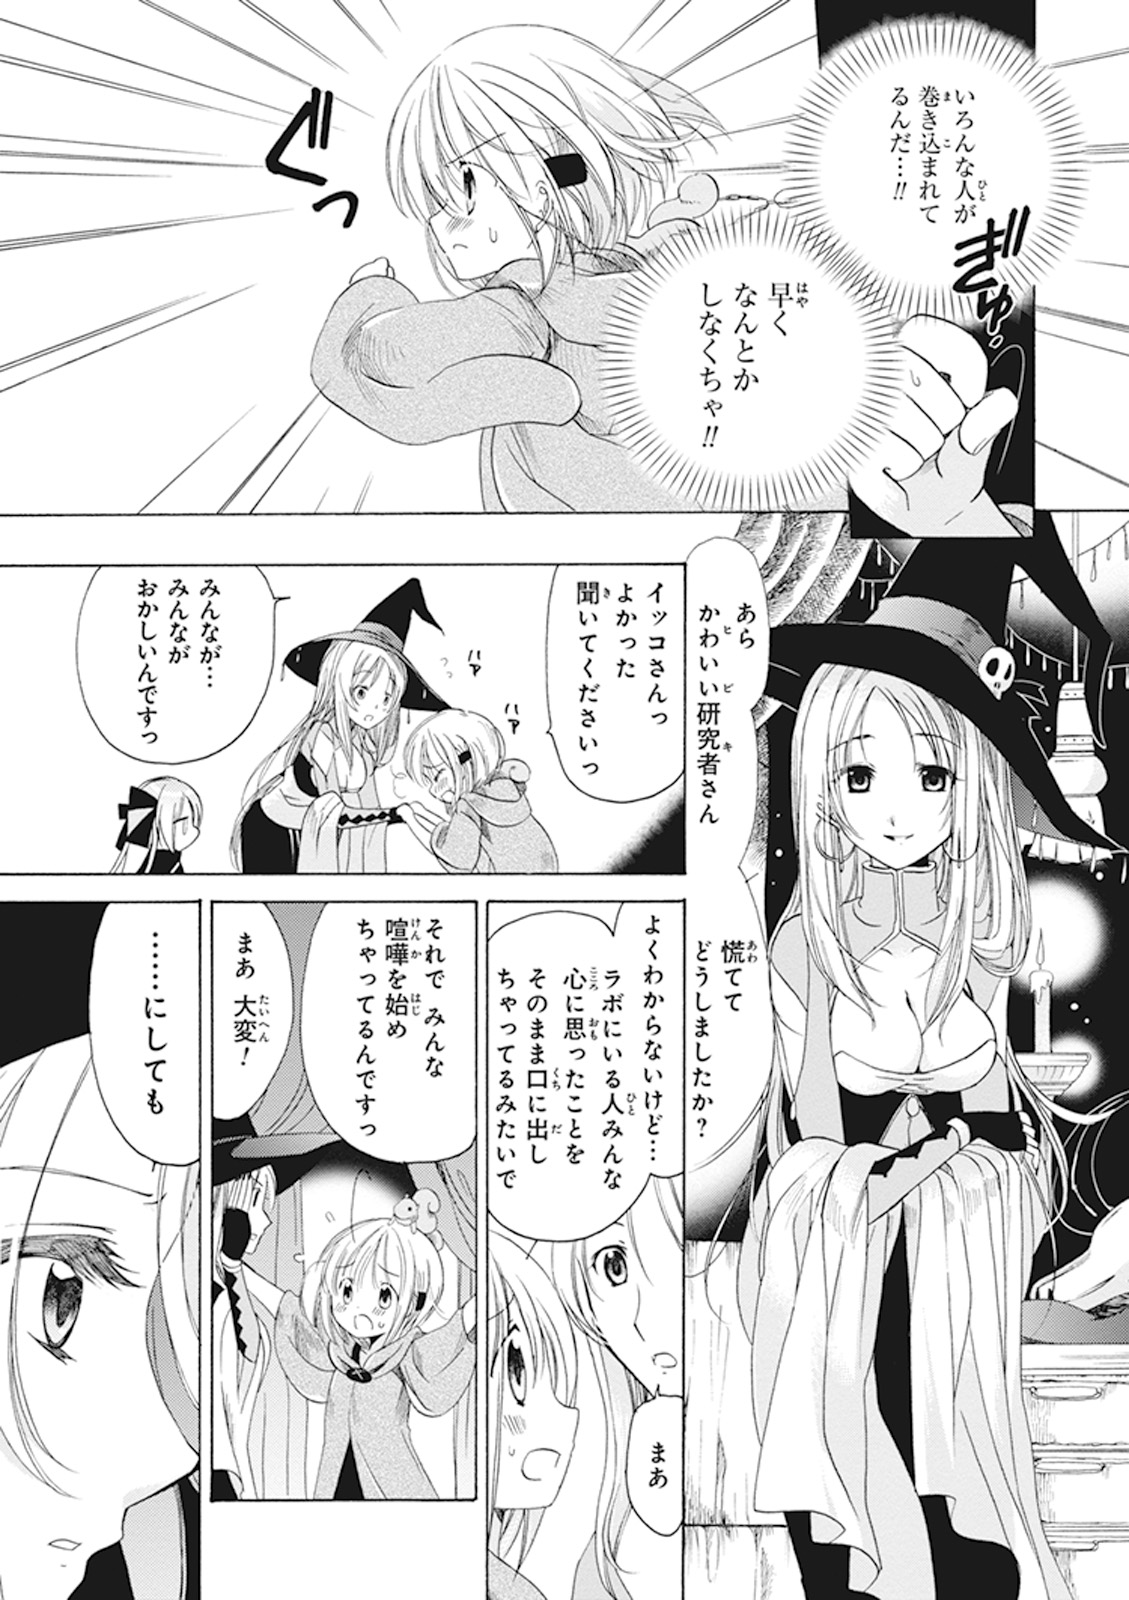 いろんな人が
巻き込まれて
るんだ…!!
ぎゅ。
早く
なんとか
しなくちゃ!!
ぐっ
あら
かわいい研究者さん
慌てて
どうしましたか?
イッコさんっ
よかった
聞いてくださいっ
ハァ
ハァ
みんなが…
みんなが
おかしいんですっ
よくわからないけど…
ラボにいる人みんな
心に思ったことを
そのまま口に出し
ちゃってるみたいで
まぁ
それで みんな
喧嘩を始め
ちゃってるんですっ
まあ 大変!
……にしても